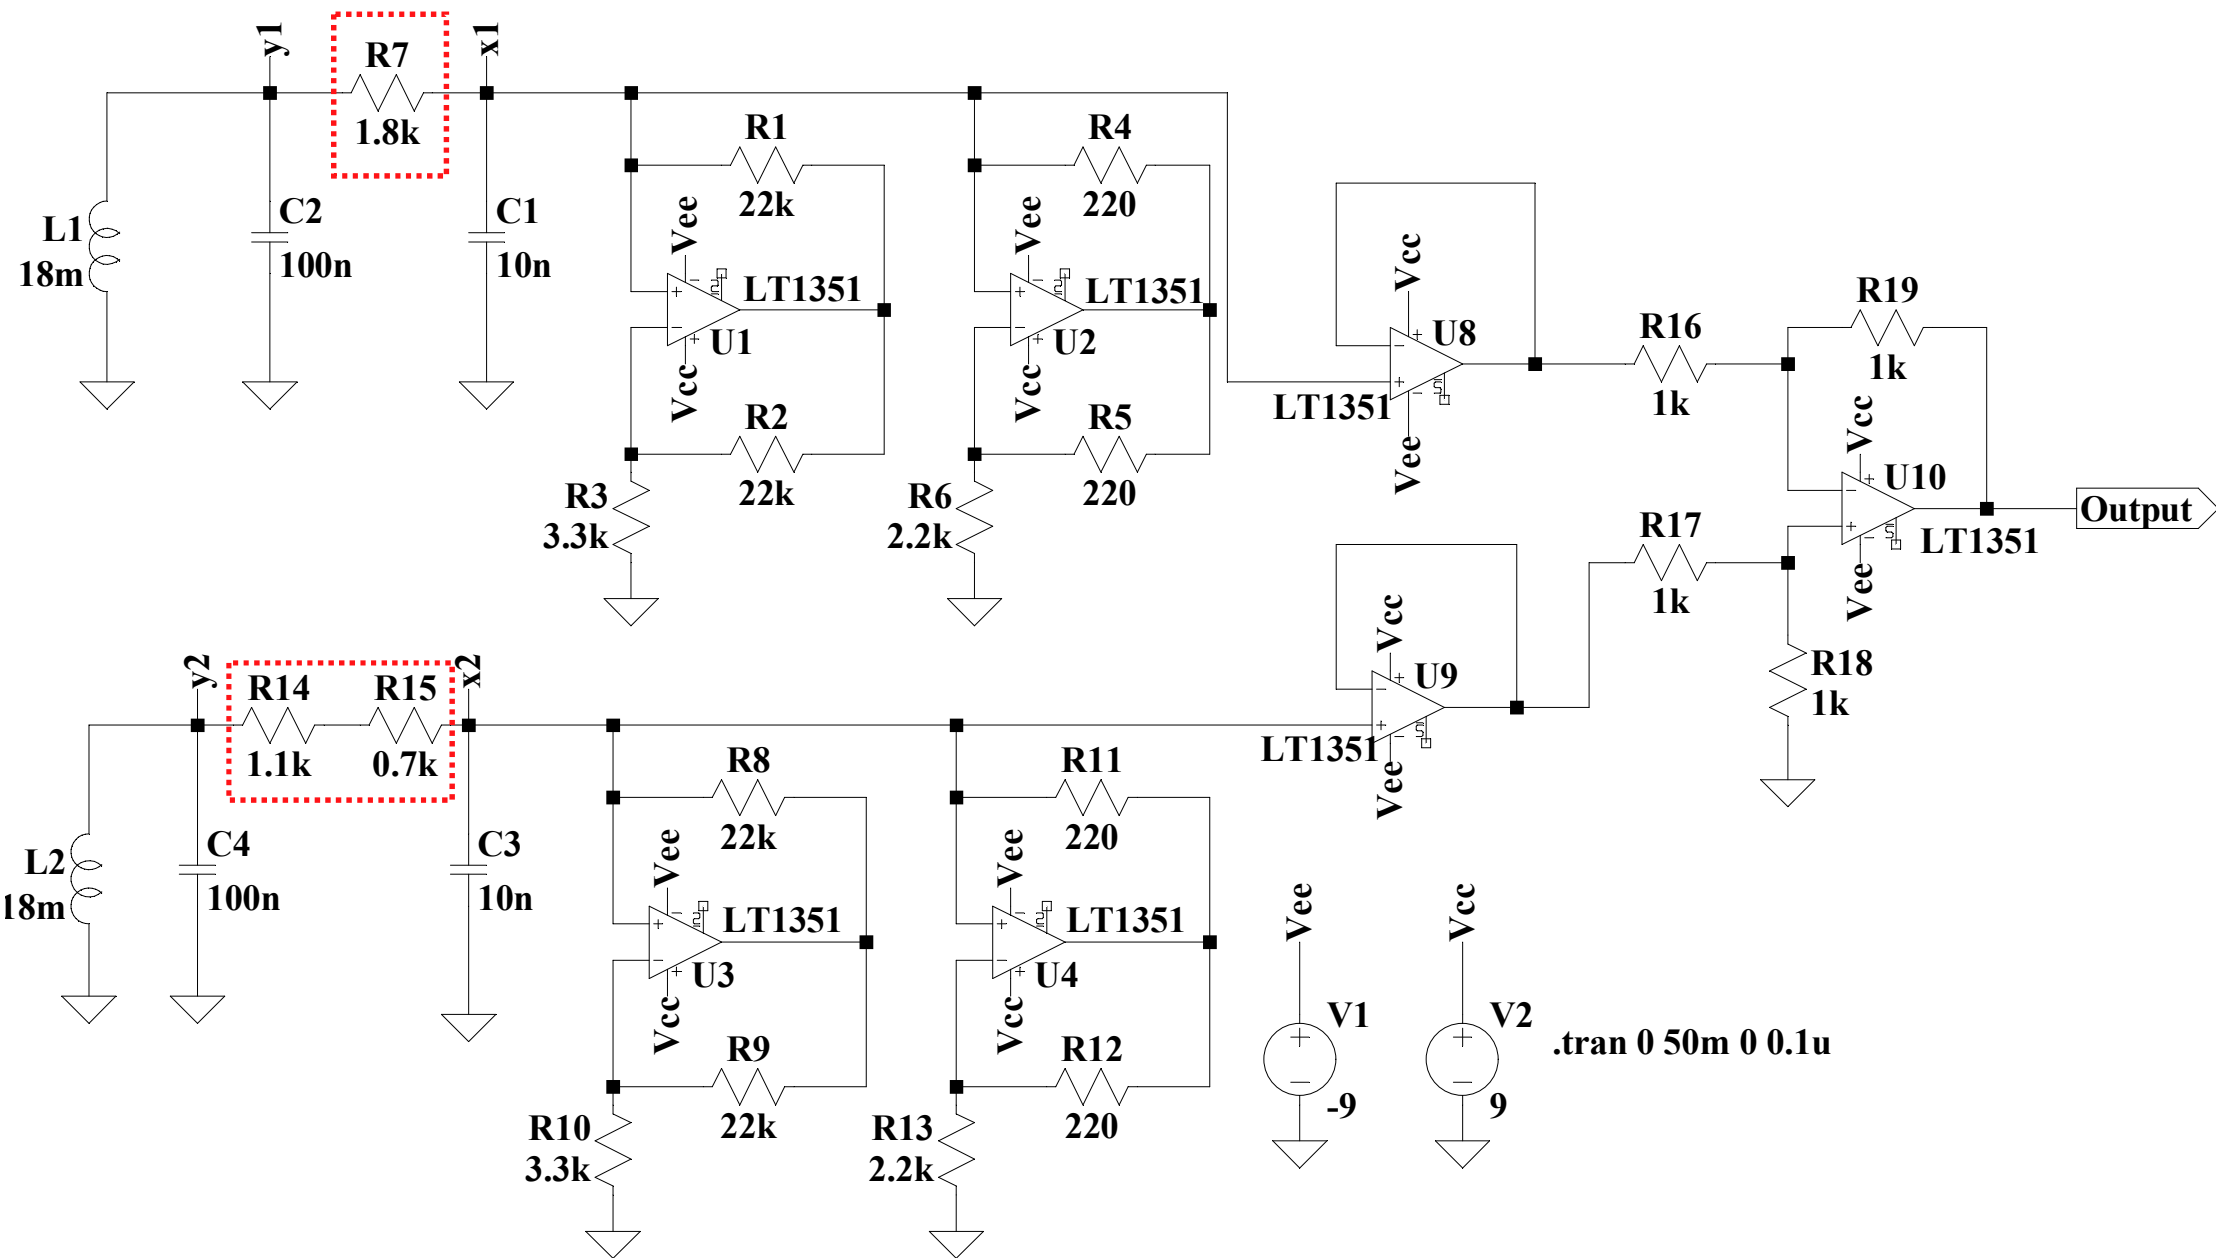 y1
R7
1.8k
x1
L1
18m
C2
100n
C1
10n
R1
22k
Vee
LT1351
U1
Vcc
R2
22k
R3
3.3k
R4
220
Vee
LT1351
U2
Vcc
R5
220
R6
2.2k
Vcc
U8
LT1351
Vee
R16
1k
R19
1k
Vcc
U10
LT1351
Vee
Output
R17
1k
R18
1k
Vcc
U9
LT1351
Vee
y2
R14
1.1k
R15
0.7k
x2
L2
18m
C4
100n
C3
10n
R8
22k
Vee
LT1351
U3
Vcc
R9
22k
R10
3.3k
R11
220
Vee
LT1351
U4
Vcc
R12
220
R13
2.2k
Vee
V1
-9
Vcc
V2
9
.tran 0 50m 0 0.1u